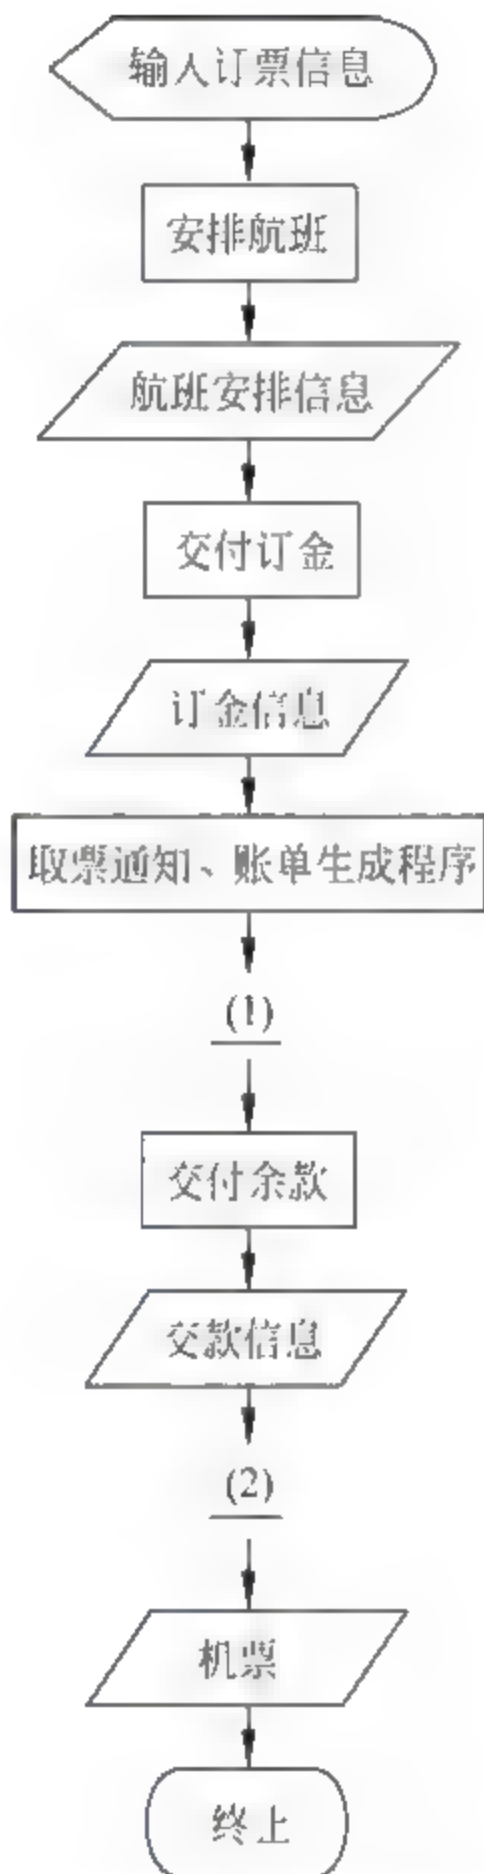 输入订票信息
安排航班
航班安排信息
交付订金
订金信息
取票通知、账单生成程序
(1)
交付余款
交款信息
(2)
机票
终上